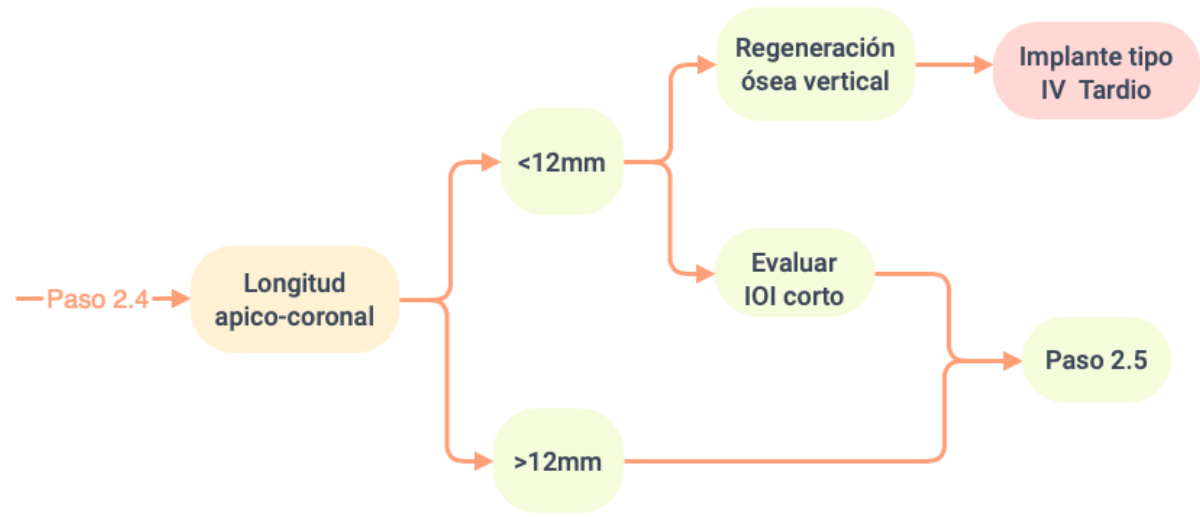 Paso 2.4
Longitud
apico-coronal
<12mm
Regeneración
ósea vertical
Implante tipo
IV Tardio
Evaluar
IOI corto
>12mm
Paso 2.5